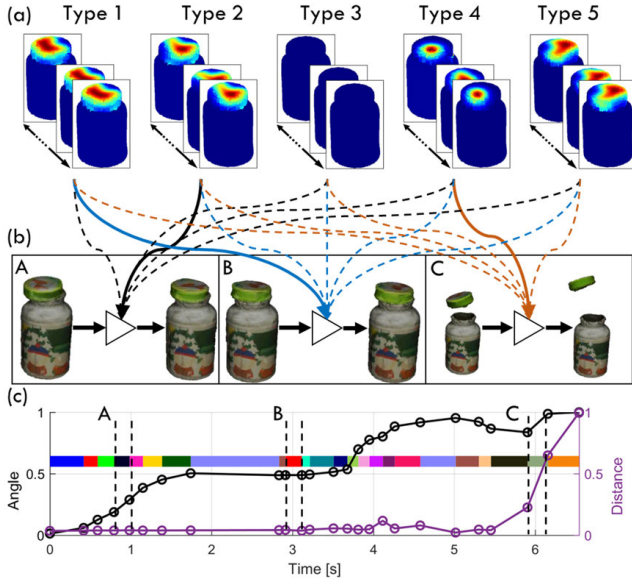 (a) Type 1 Type 2 Type 3 Type 4 Type 5
(b)
A B C
(c)
A B C
1 1
0.5 0.5
0 0
Angle
Distance
0 1 2 3 4 5 6
Time [s]